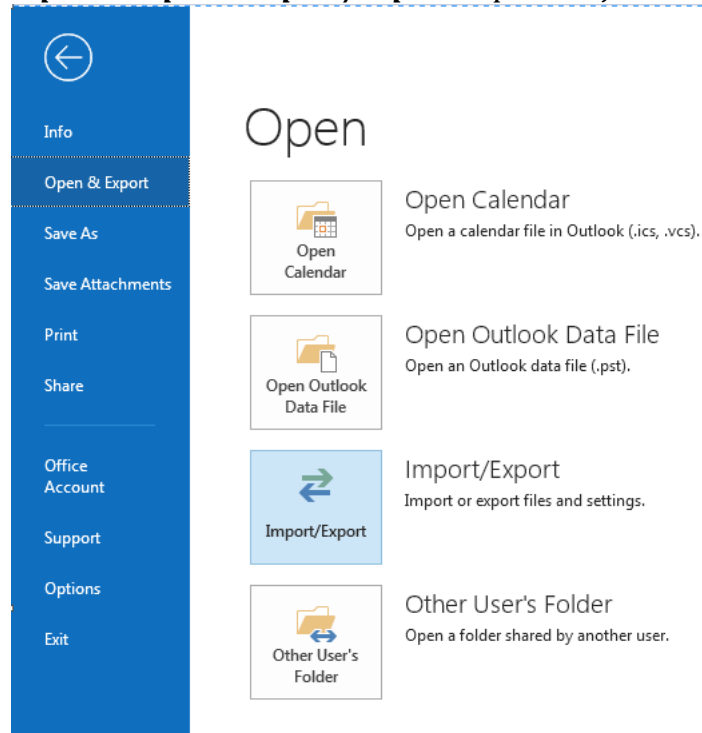 Info
Open & Export
Save As
Save Attachments
Print
Share
Office
Account
Support
Options
Exit
Open
Open
Calendar
Open Calendar
Open a calendar file in Outlook (.ics, .vcs).
Open Outlook
Data File
Open Outlook Data File
Open an Outlook data file (.pst).
Import/Export
Import/Export
Import or export files and settings.
Other User's
Folder
Other User's Folder
Open a folder shared by another user.